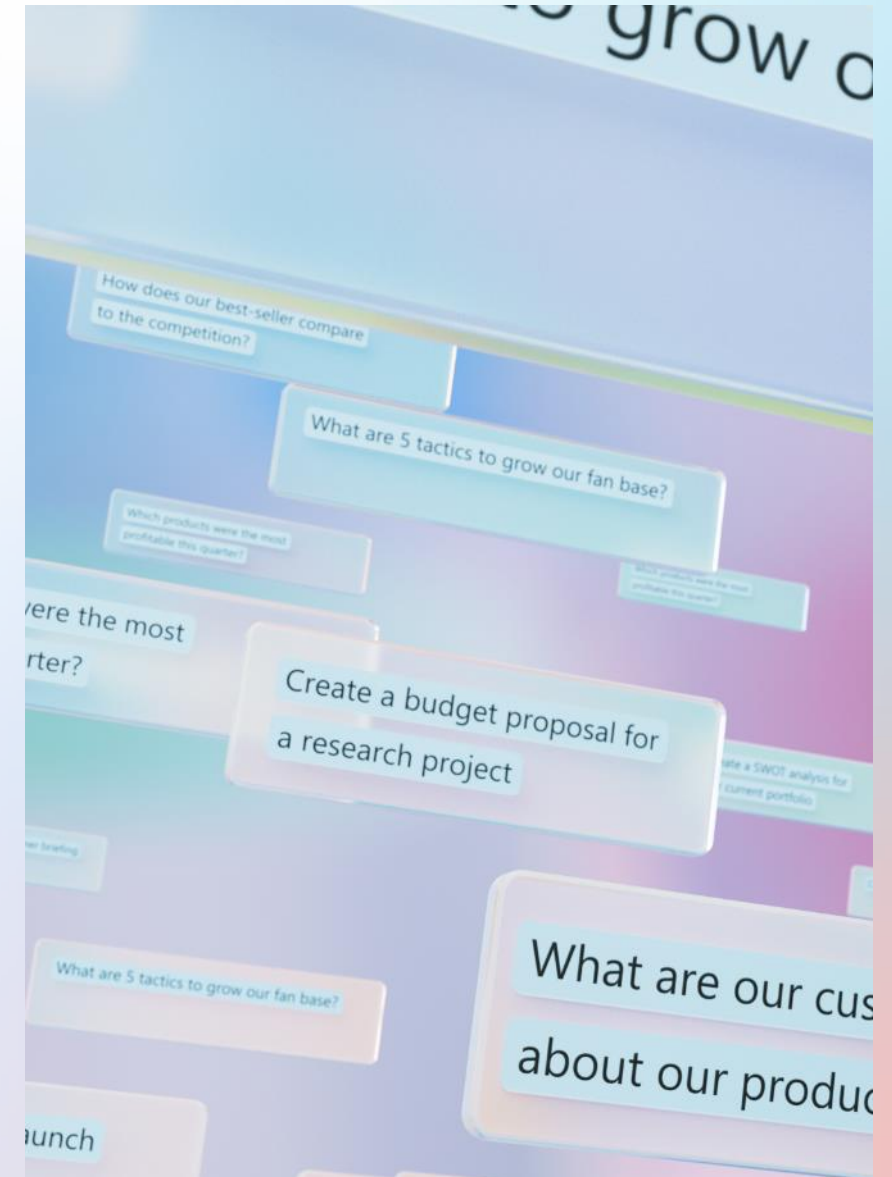 to grow o
How does our best-seller compare
to the competition?
What are 5 tactics to grow our fan base?
Which products were the most
profitable this quarter?
Which products were the most
profitable this quarter?
were the most
rter?
Create a budget proposal for
a research project
eate a SWOT analysis for
current portfolio
er briefing
What are 5 tactics to grow our fan base?
What are our cus
about our produc
aunch